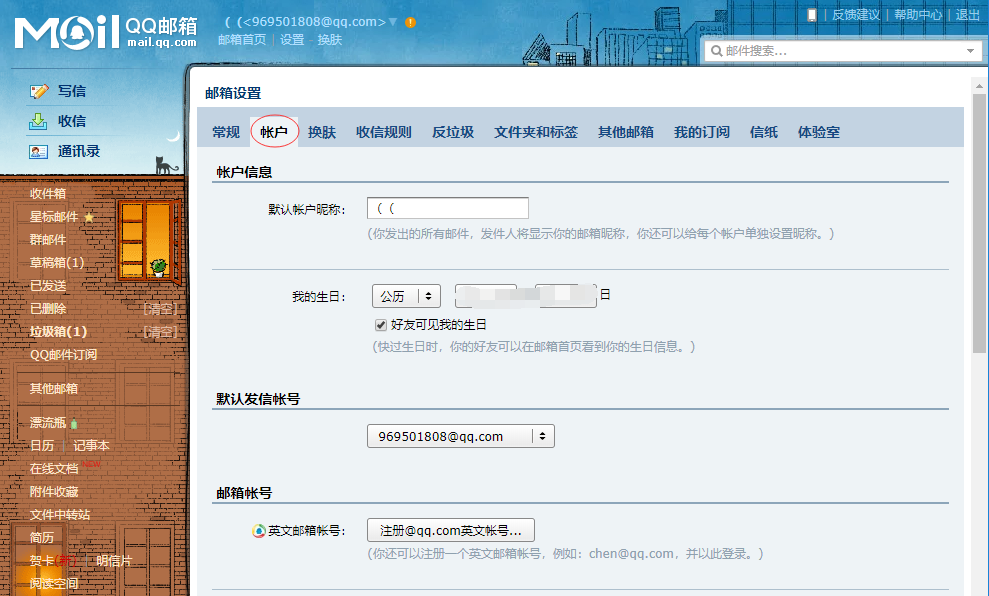 Mail QQ邮箱
mail.qq.com
( (<969501808@qq.com>
邮箱首页 | 设置 - 换肤
| 反馈建议 | 帮助中心 | 退出
邮件搜索...
写信
收信
通讯录
收件箱
星标邮件
群邮件
草稿箱(1)
已发送
已删除 [清空]
垃圾箱(1) [清空]
QQ邮件订阅
其他邮箱
漂流瓶
日历 | 记事本
在线文档 NEW
附件收藏
文件中转站
简历
贺卡(新) | 明信片
阅读空间
邮箱设置
常规 帐户 换肤 收信规则 反垃圾 文件夹和标签 其他邮箱 我的订阅 信纸 体验室
帐户信息
默认帐户昵称: ( (
(你发出的所有邮件，发件人将显示你的邮箱昵称，你还可以给每个帐户单独设置昵称。)
我的生日: 公历 日
好友可见我的生日
(快过生日时，你的好友可以在邮箱首页看到你的生日信息。)
默认发信帐号
969501808@qq.com
邮箱帐号
英文邮箱帐号: 注册@qq.com英文帐号...
(你还可以注册一个英文邮箱帐号，例如: chen@qq.com，并以此登录。)